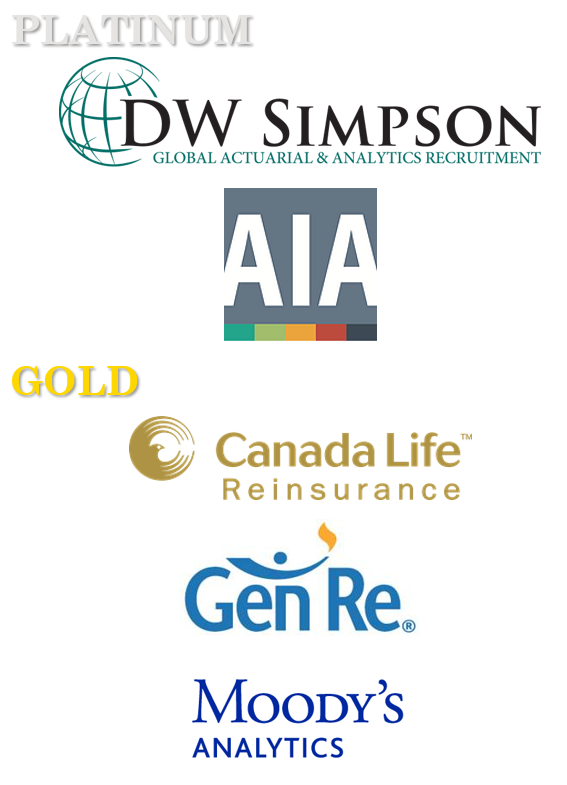 PLATINUM
DW SIMPSON
GLOBAL ACTUARIAL & ANALYTICS RECRUITMENT
AIA
GOLD
Canada Life™
Reinsurance
Gen Re®
MOODY'S
ANALYTICS